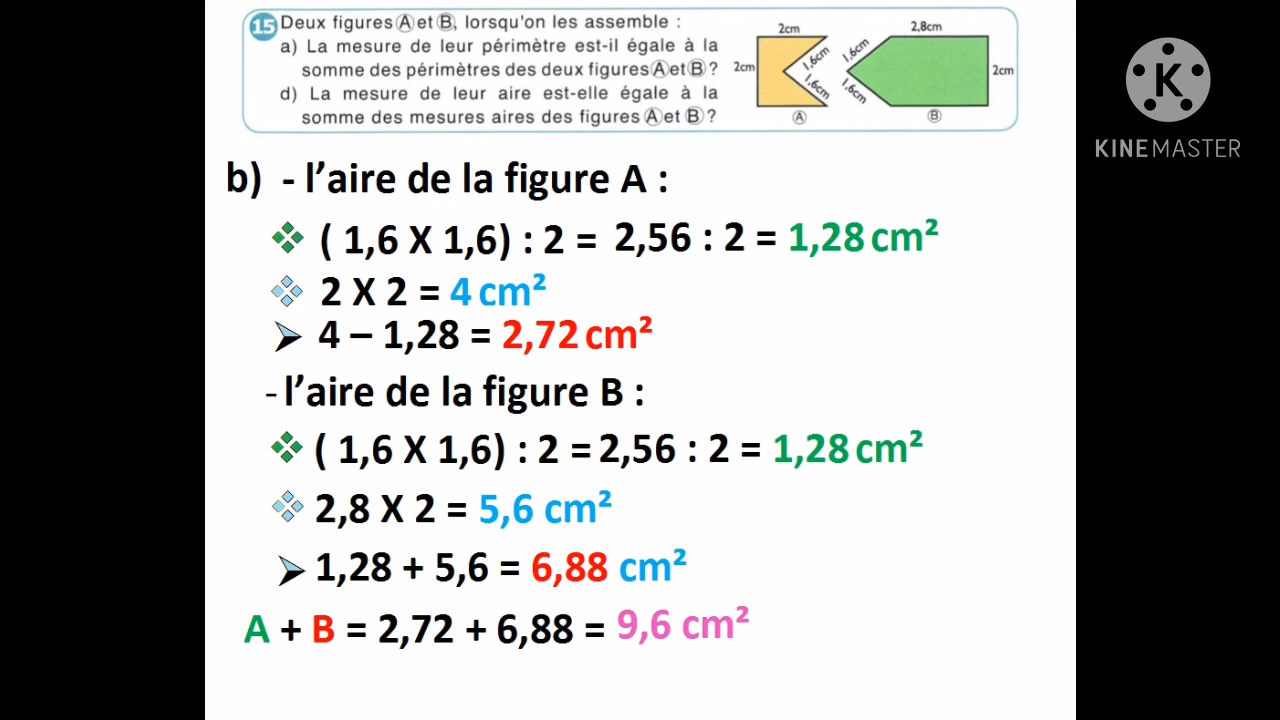 15 Deux figures A et B, lorsqu'on les assemble :
a) La mesure de leur périmètre est-il égale à la
somme des périmètres des deux figures A et B ?
d) La mesure de leur aire est-elle égale à la
somme des mesures aires des figures A et B ?
2cm
2cm
1,6cm
1,6cm
A
2,8cm
1,6cm
1,6cm
2cm
B
K
KINEMASTER
b) - l’aire de la figure A :
( 1,6 X 1,6) : 2 = 2,56 : 2 = 1,28 cm²
2 X 2 = 4 cm²
4 – 1,28 = 2,72 cm²
- l’aire de la figure B :
( 1,6 X 1,6) : 2 = 2,56 : 2 = 1,28 cm²
2,8 X 2 = 5,6 cm²
1,28 + 5,6 = 6,88 cm²
A + B = 2,72 + 6,88 = 9,6 cm²